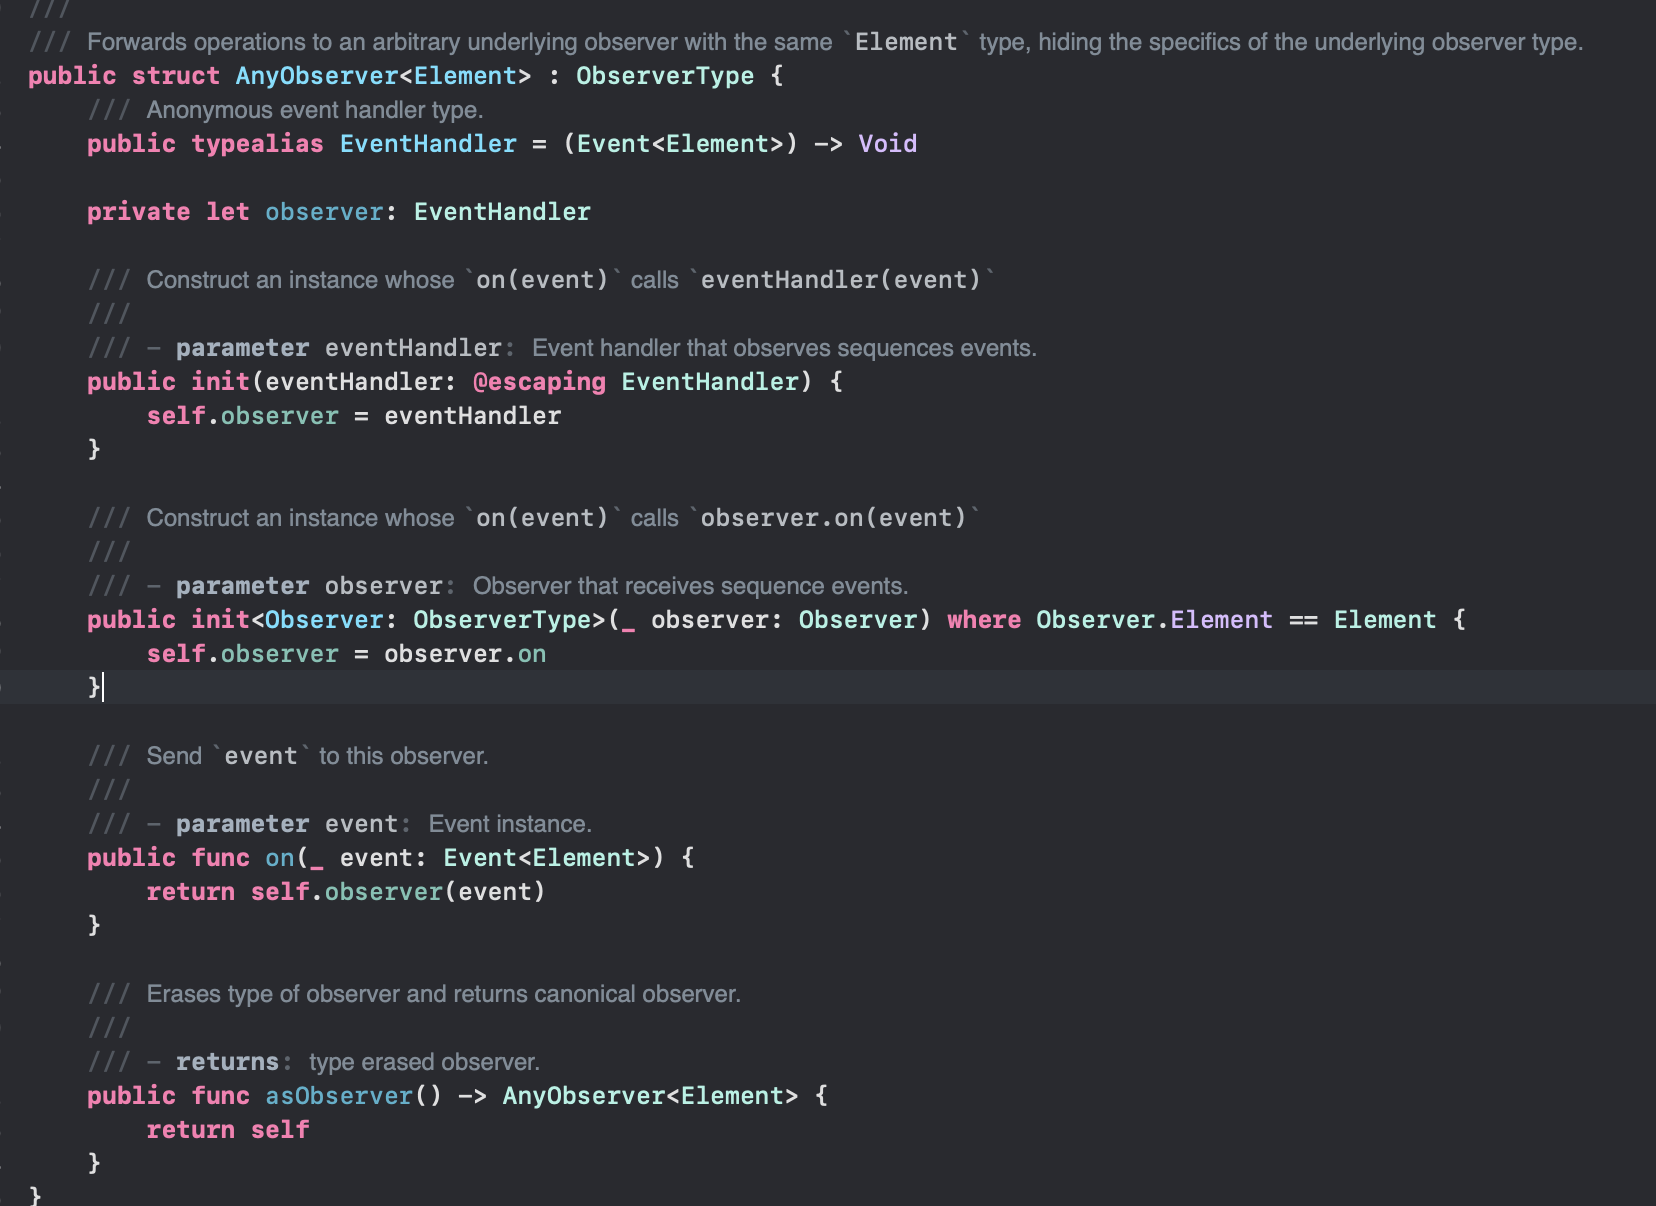 ///
/// Forwards operations to an arbitrary underlying observer with the same `Element` type, hiding the specifics of the underlying observer type.
public struct AnyObserver<Element> : ObserverType {
/// Anonymous event handler type.
public typealias EventHandler = (Event<Element>) -> Void
private let observer: EventHandler
/// Construct an instance whose `on(event)` calls `eventHandler(event)`
///
/// - parameter eventHandler: Event handler that observes sequences events.
public init(eventHandler: @escaping EventHandler) {
self.observer = eventHandler
}
/// Construct an instance whose `on(event)` calls `observer.on(event)`
///
/// - parameter observer: Observer that receives sequence events.
public init<Observer: ObserverType>(_ observer: Observer) where Observer.Element == Element {
self.observer = observer.on
}
/// Send `event` to this observer.
///
/// - parameter event: Event instance.
public func on(_ event: Event<Element>) {
return self.observer(event)
}
/// Erases type of observer and returns canonical observer.
///
/// - returns: type erased observer.
public func asObserver() -> AnyObserver<Element> {
return self
}
}